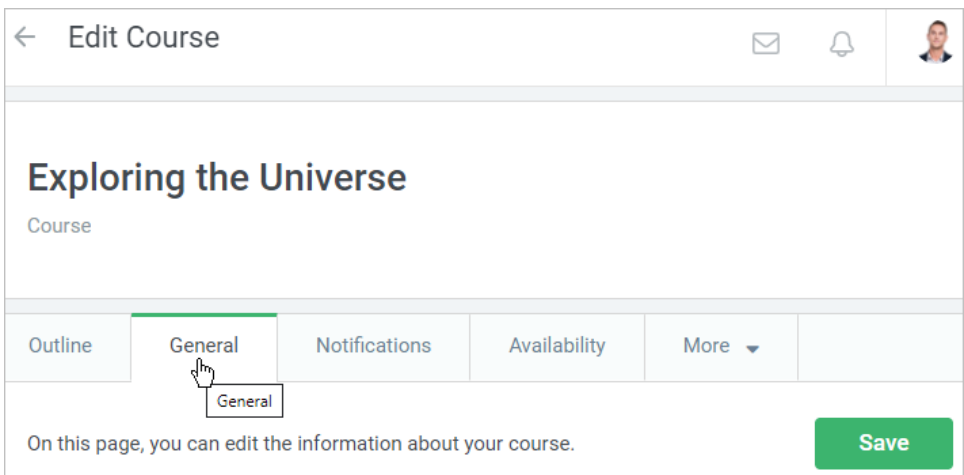 Edit Course
Exploring the Universe
Course
Outline General Notifications Availability More
General
On this page, you can edit the information about your course. Save